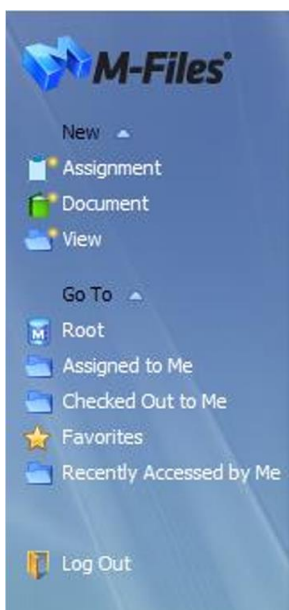 M-Files®
New
Assignment
Document
View
Go To
Root
Assigned to Me
Checked Out to Me
Favorites
Recently Accessed by Me
Log Out